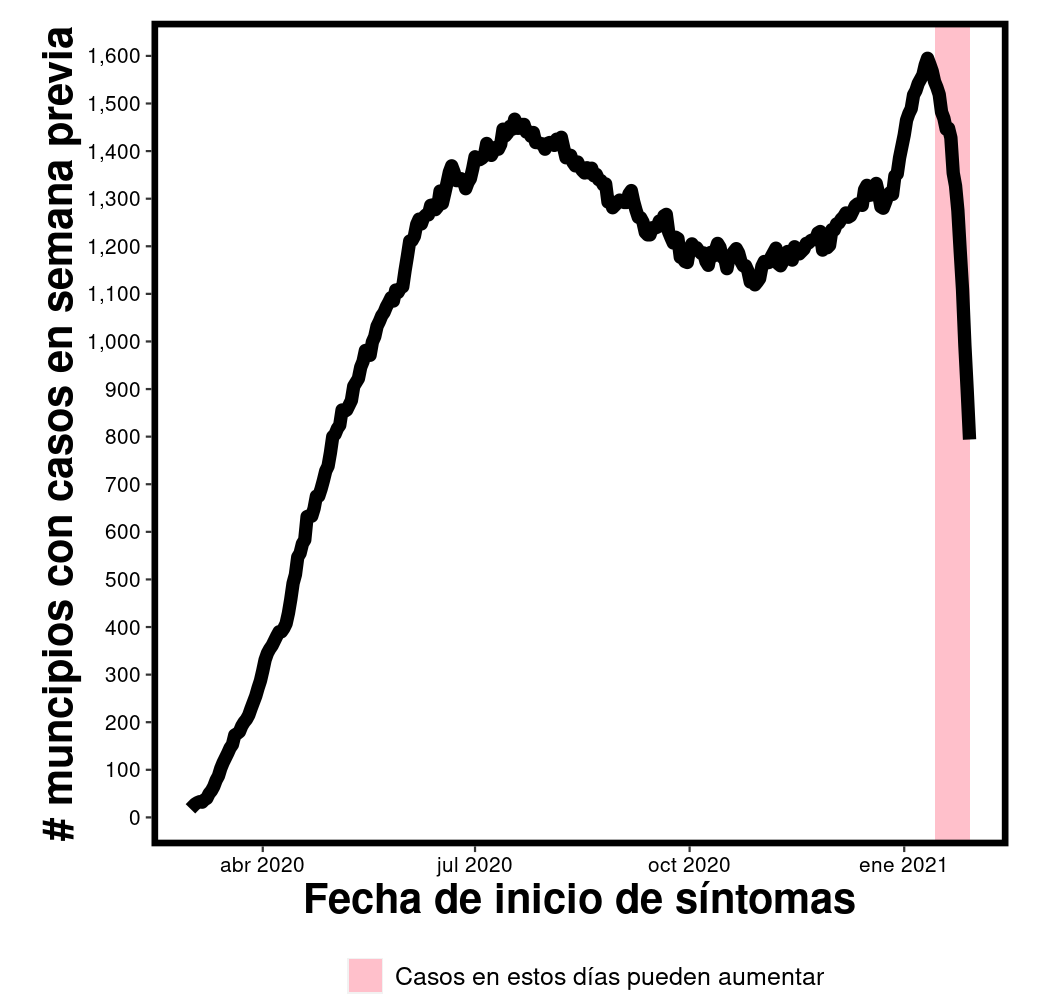 # muncipios con casos en semana previa
1,600
1,500
1,400
1,300
1,200
1,100
1,000
900
800
700
600
500
400
300
200
100
0
abr 2020
jul 2020
oct 2020
ene 2021
Fecha de inicio de síntomas
Casos en estos días pueden aumentar